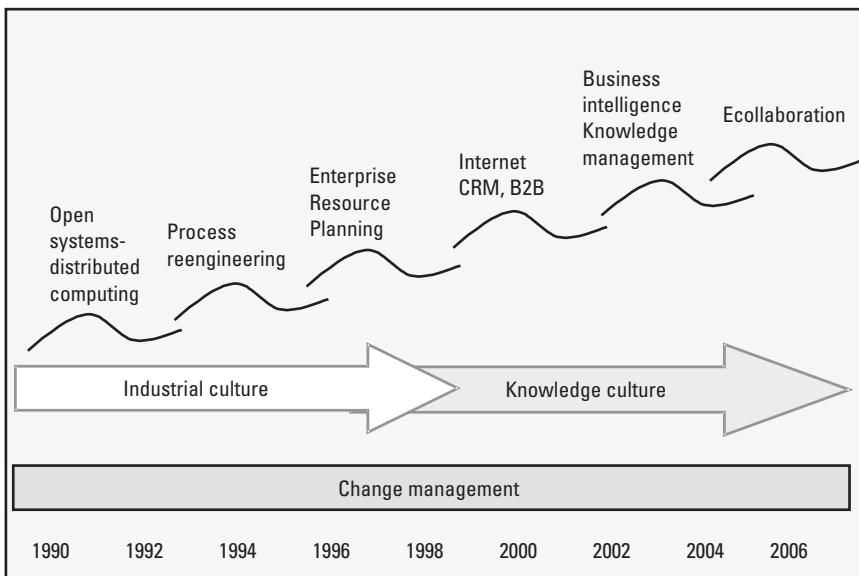 Open
systems-
distributed
computing
Process
reengineering
Enterprise
Resource
Planning
Internet
CRM, B2B
Business
intelligence
Knowledge
management
Ecollaboration
Industrial culture
Knowledge culture
Change management
1990 1992 1994 1996 1998 2000 2002 2004 2006